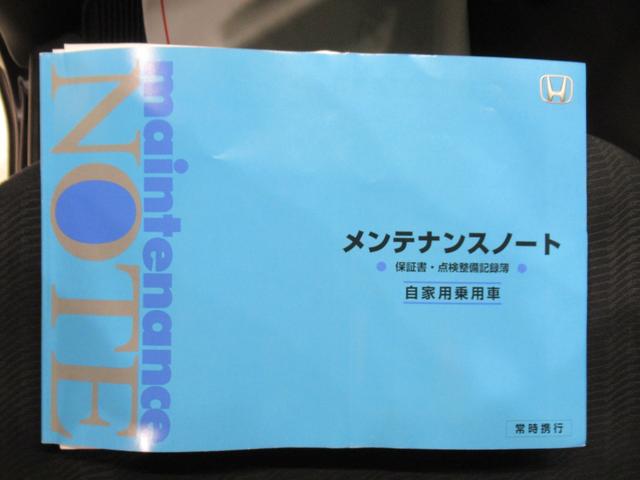 maintenance
NOTE
メンテナンスノート
保証書・点検整備記録簿
自家用乗用車
常時携行